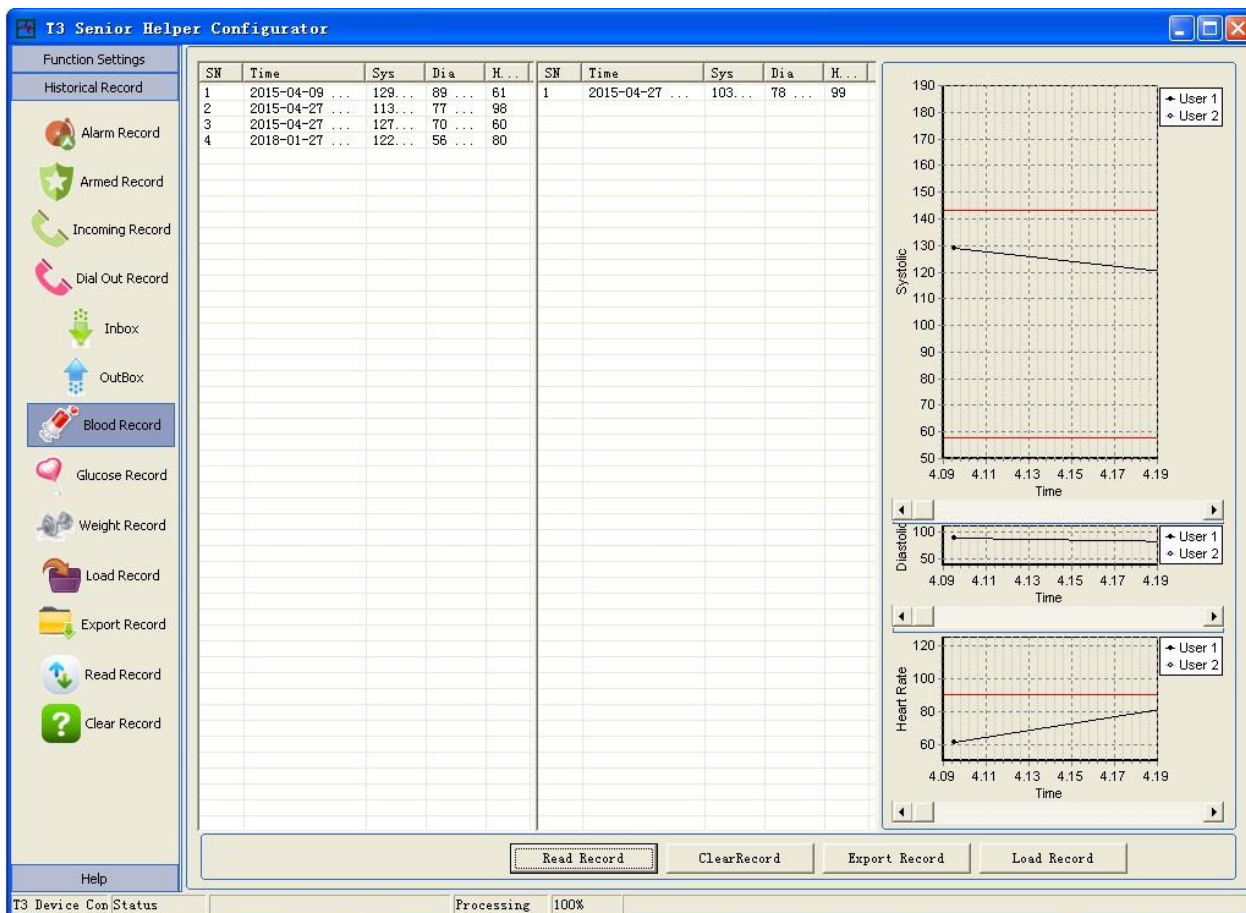 T3 Senior Helper Configurator
Function Settings
Historical Record
Alarm Record
Armed Record
Incoming Record
Dial Out Record
Inbox
OutBox
Blood Record
Glucose Record
Weight Record
Load Record
Export Record
Read Record
Clear Record
Help
SN Time Sys Dia H...
1 2015-04-09 ... 129... 89 ... 61
2 2015-04-27 ... 113... 77 ... 98
3 2015-04-27 ... 127... 70 ... 60
4 2018-01-27 ... 122... 56 ... 80
SN Time Sys Dia H...
1 2015-04-27 ... 103... 78 ... 99
190
180
170
160
150
140
130
120
110
100
90
80
70
60
50
Systolic
4.09 4.11 4.13 4.15 4.17 4.19
Time
User 1
User 2
100
50
Diastolic
4.09 4.11 4.13 4.15 4.17 4.19
Time
User 1
User 2
120
100
80
60
Heart Rate
4.09 4.11 4.13 4.15 4.17 4.19
Time
User 1
User 2
Read Record ClearRecord Export Record Load Record
T3 Device Con Status Processing 100%